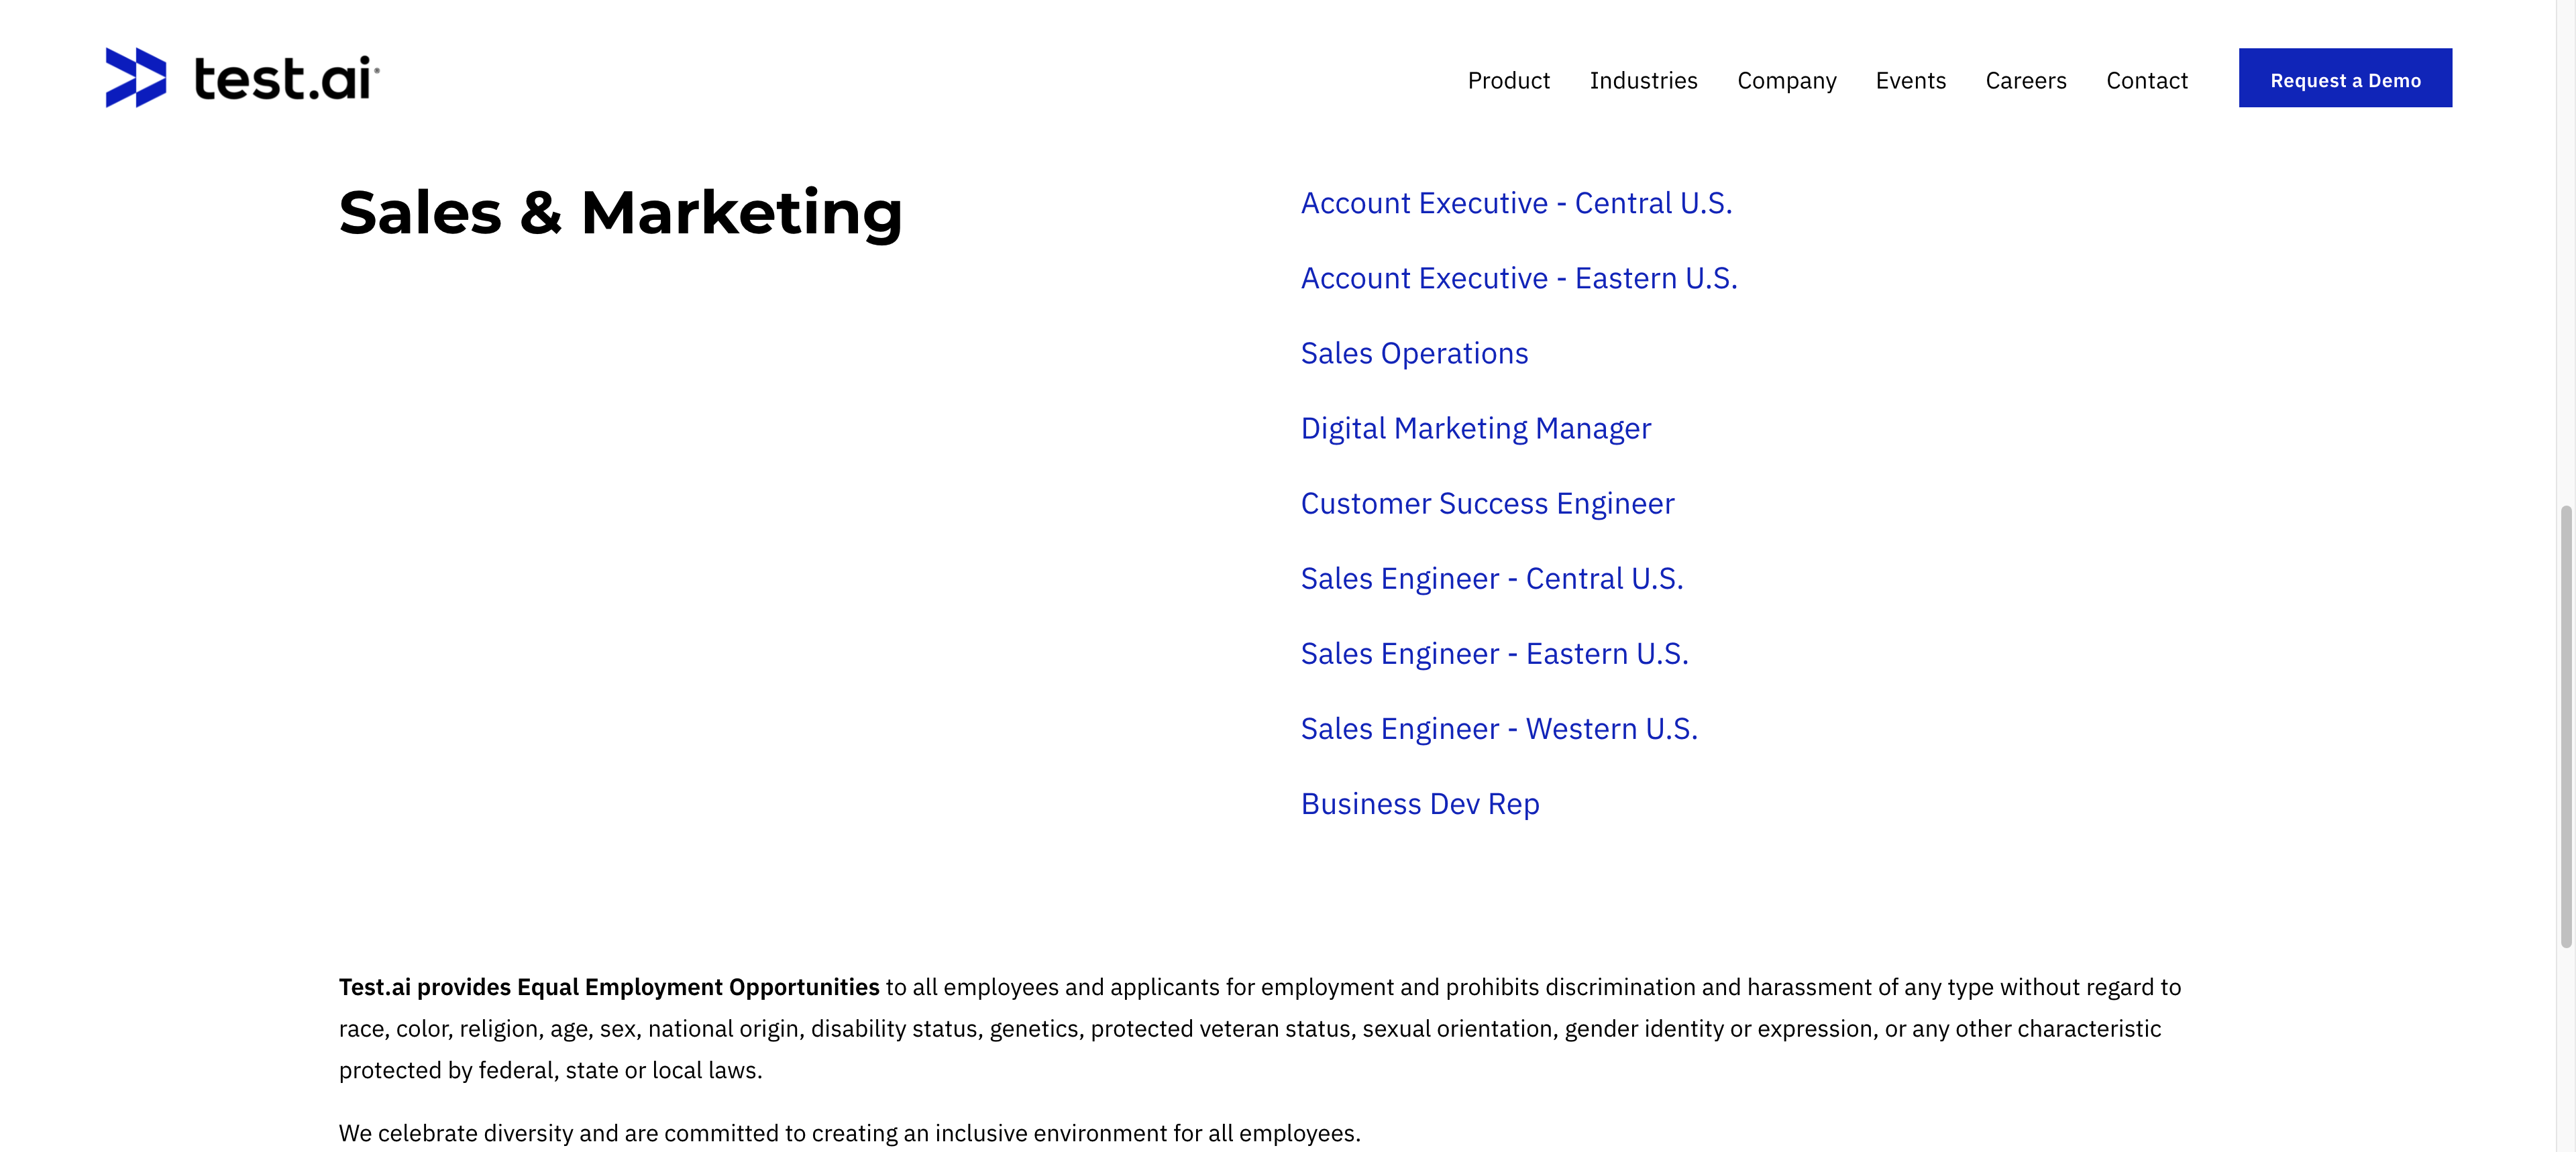 test.ai
Product Industries Company Events Careers Contact Request a Demo
Sales & Marketing
Account Executive - Central U.S.
Account Executive - Eastern U.S.
Sales Operations
Digital Marketing Manager
Customer Success Engineer
Sales Engineer - Central U.S.
Sales Engineer - Eastern U.S.
Sales Engineer - Western U.S.
Business Dev Rep
Test.ai provides Equal Employment Opportunities to all employees and applicants for employment and prohibits discrimination and harassment of any type without regard to
race, color, religion, age, sex, national origin, disability status, genetics, protected veteran status, sexual orientation, gender identity or expression, or any other characteristic
protected by federal, state or local laws.
We celebrate diversity and are committed to creating an inclusive environment for all employees.